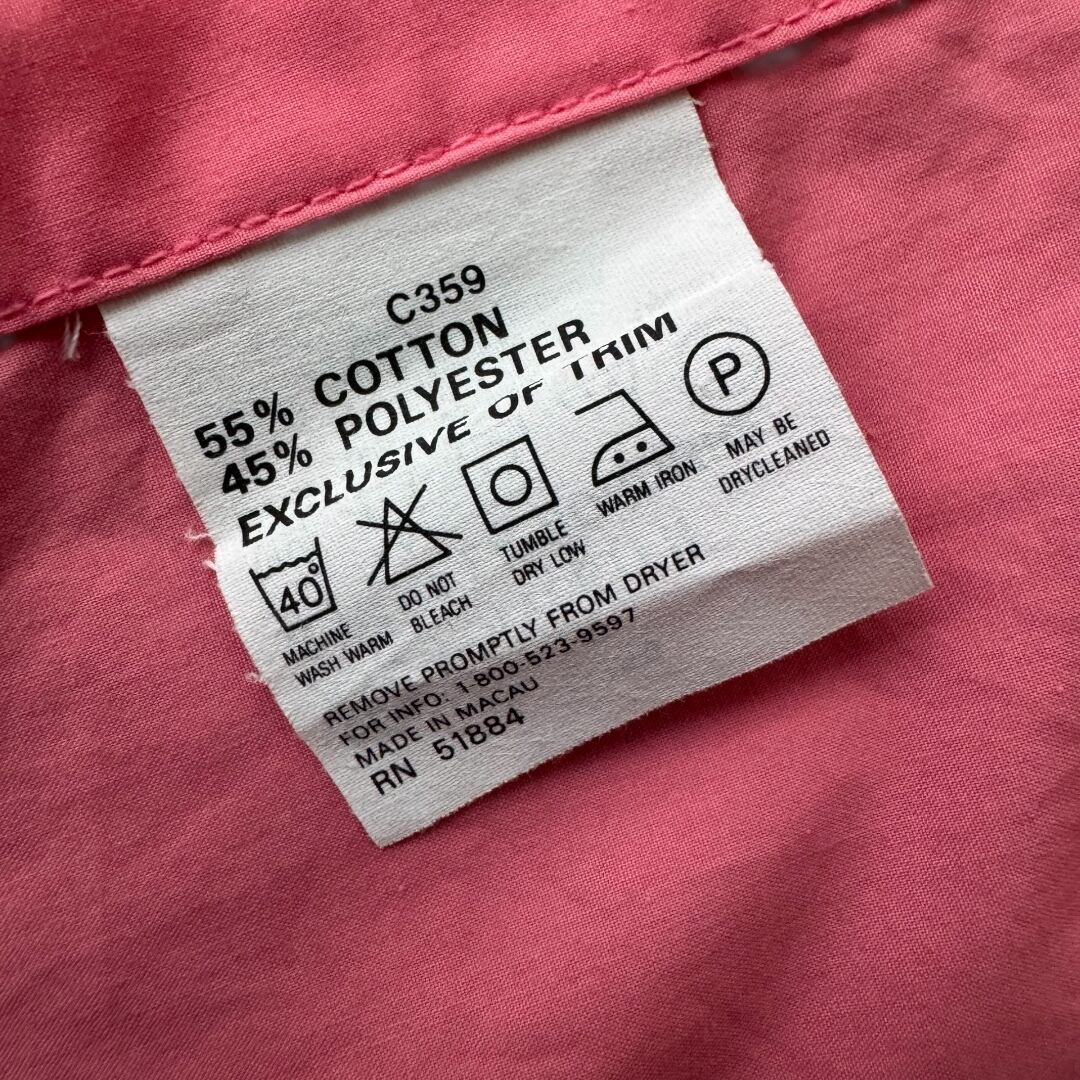 C359
55% COTTON
45% POLYESTER
EXCLUSIVE OF TRIM
40°
P
MACHINE
WASH WARM
DO NOT
BLEACH
TUMBLE
DRY LOW
WARM IRON
MAY BE
DRYCLEANED
REMOVE PROMPTLY FROM DRYER
FOR INFO: 1-800-523-9597
MADE IN MACAU
RN 51884